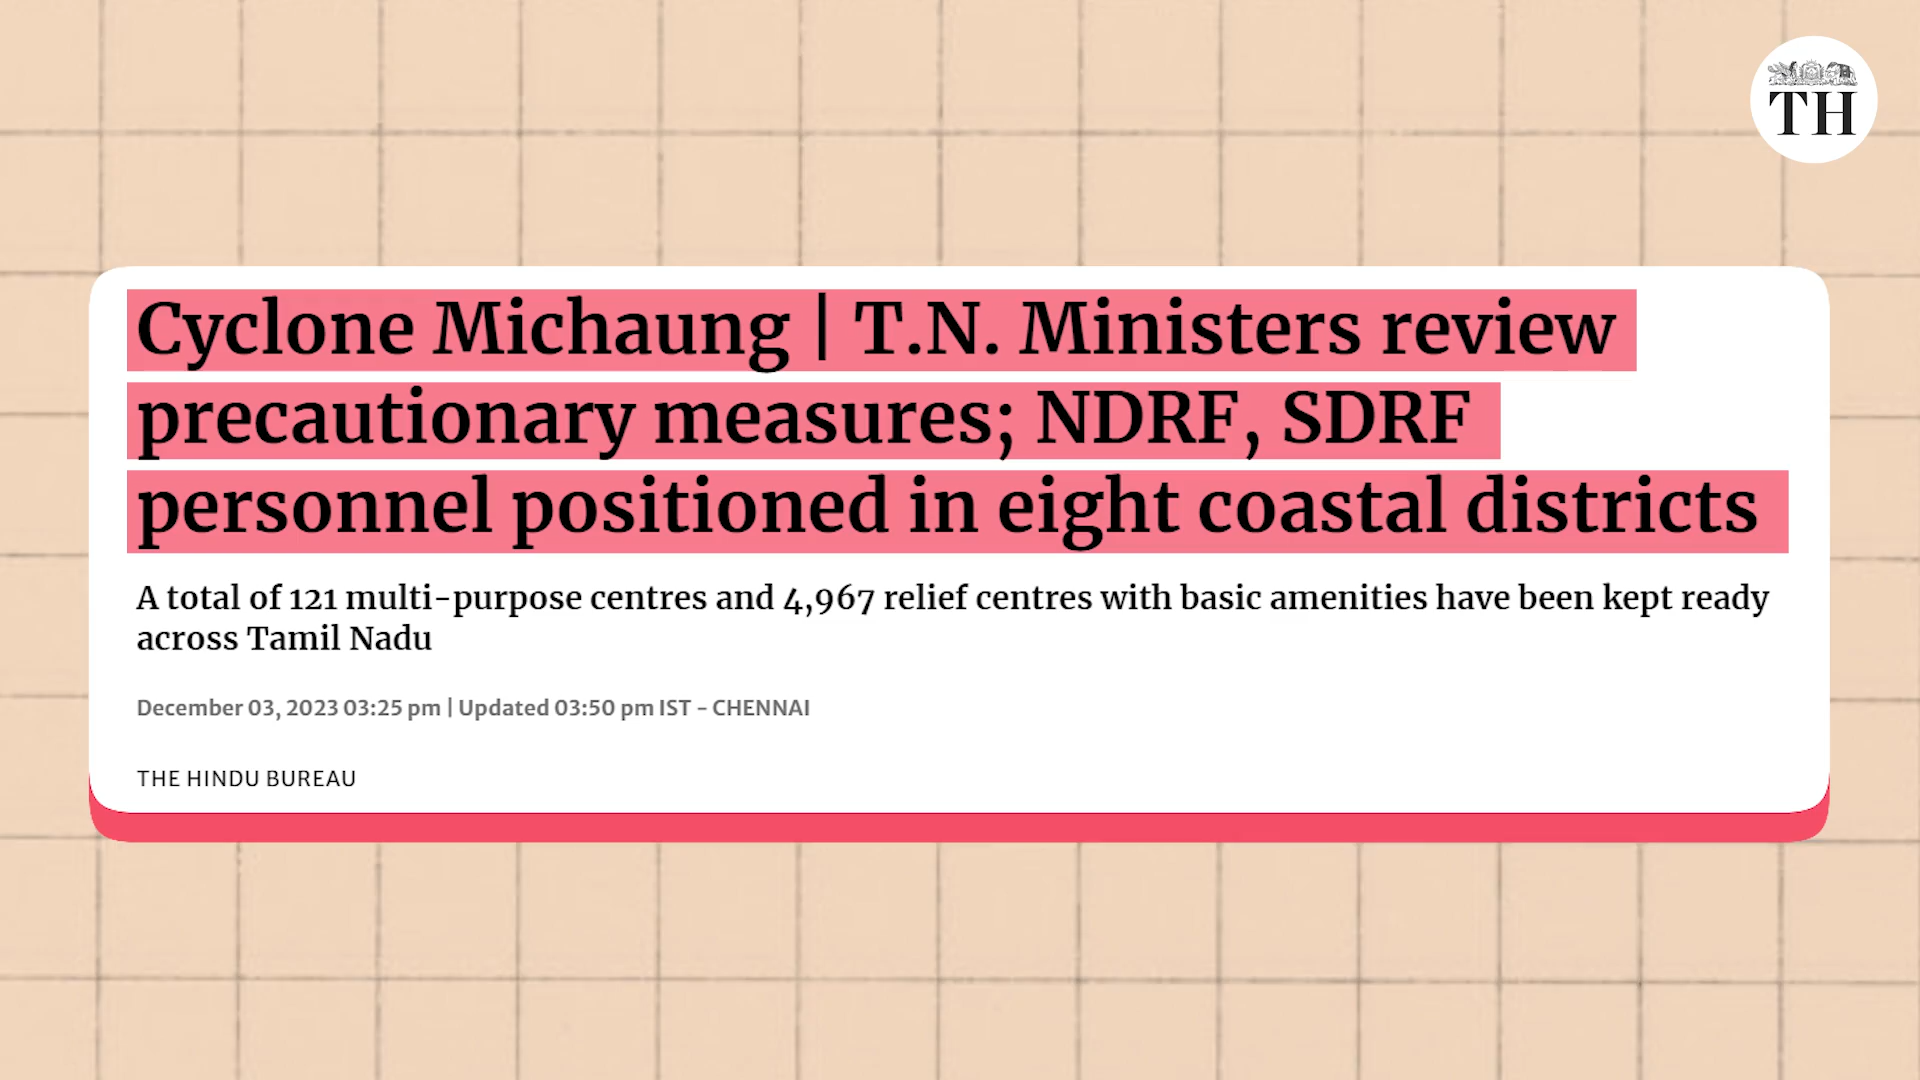 TH
Cyclone Michaung | T.N. Ministers review
precautionary measures; NDRF, SDRF
personnel positioned in eight coastal districts
A total of 121 multi-purpose centres and 4,967 relief centres with basic amenities have been kept ready
across Tamil Nadu
December 03, 2023 03:25 pm | Updated 03:50 pm IST - CHENNAI
THE HINDU BUREAU